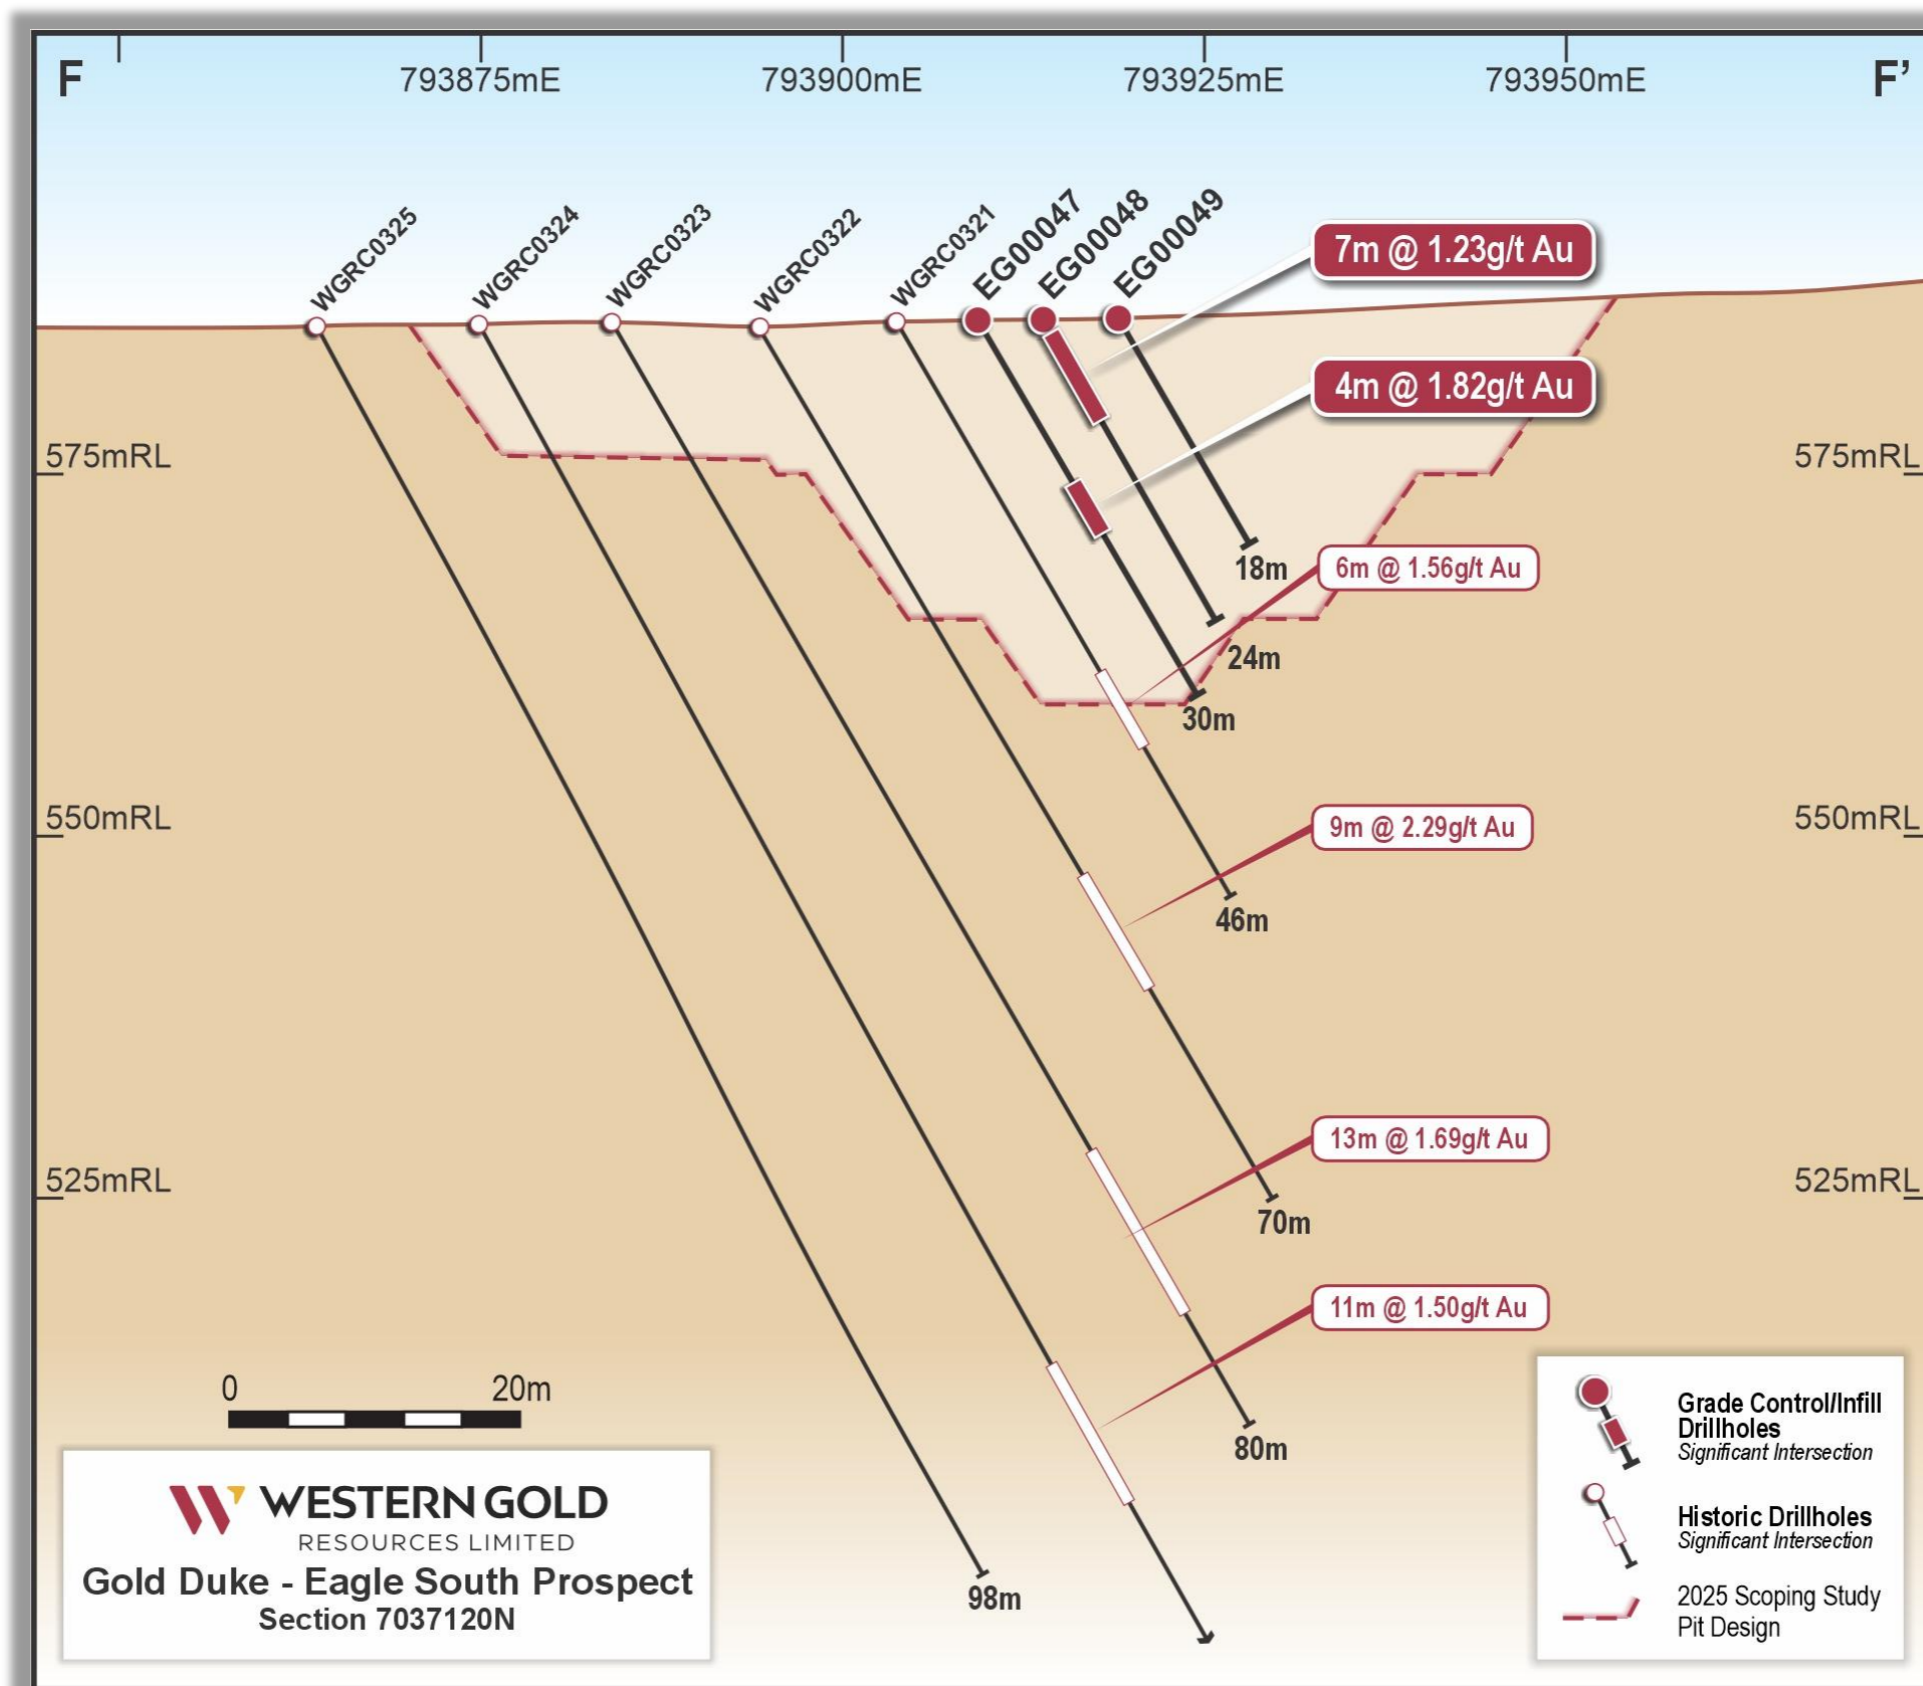 F
793875mE
793900mE
793925mE
793950mE
F’
WGRC0325
WGRC0324
WGRC0323
WGRC0322
WGRC0321
EG00047
EG00048
EG00049
7m @ 1.23g/t Au
4m @ 1.82g/t Au
575mRL
575mRL
18m
6m @ 1.56g/t Au
24m
30m
550mRL
9m @ 2.29g/t Au
550mRL
46m
13m @ 1.69g/t Au
525mRL
525mRL
70m
11m @ 1.50g/t Au
0
20m
80m
98m
WESTERN GOLD
RESOURCES LIMITED
Gold Duke - Eagle South Prospect
Section 7037120N
Grade Control/Infill
Drillholes
Significant Intersection
Historic Drillholes
Significant Intersection
2025 Scoping Study
Pit Design